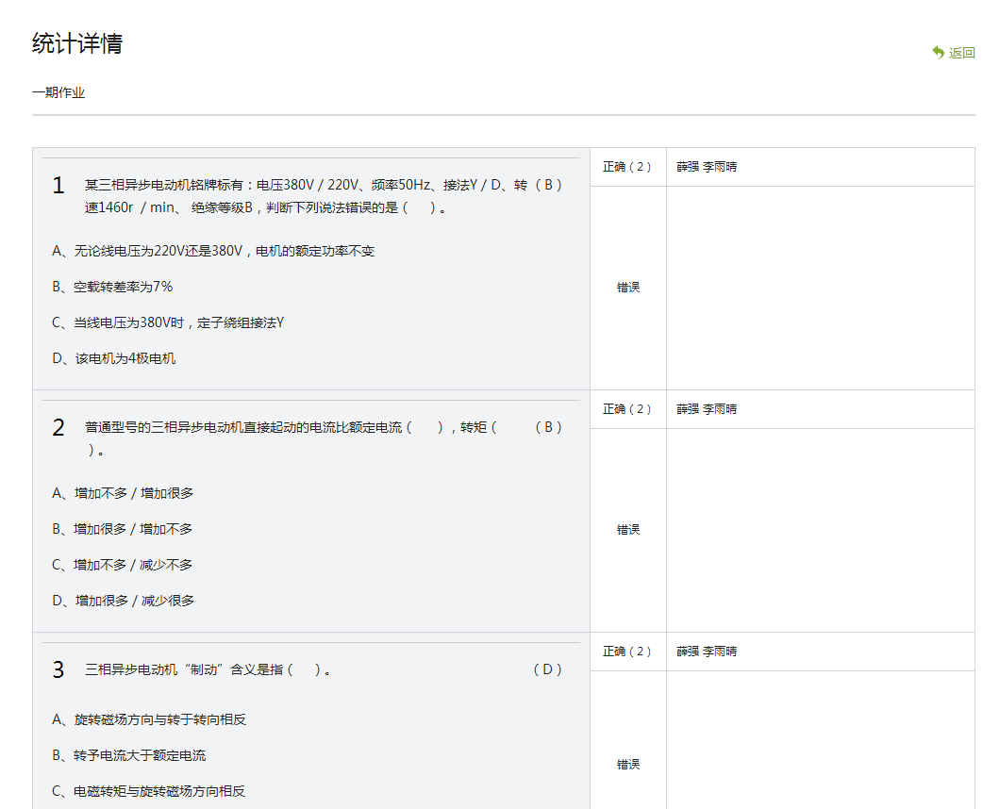 统计详情
返回
一期作业
1 某三相异步电动机铭牌标有：电压380V / 220V、频率50Hz、接法Y / D、转 （ B ）
速1460r / min、 绝缘等级B，判断下列说法错误的是（ ）。
A、无论线电压为220V还是380V，电机的额定功率不变
B、空载转差率为7%
C、当线电压为380V时，定子绕组接法Y
D、该电机为4极电机
正确（ 2 ） 薛强 李雨晴
错误
2 普通型号的三相异步电动机直接起动的电流比额定电流（ ），转矩（ （ B ）
）。
A、增加不多 / 增加很多
B、增加很多 / 增加不多
C、增加不多 / 减少不多
D、增加很多 / 减少很多
正确（ 2 ） 薛强 李雨晴
错误
3 三相异步电动机“制动”含义是指（ ）。 （ D ）
A、旋转磁场方向与转于转向相反
B、转予电流大于额定电流
C、电磁转矩与旋转磁场方向相反
正确（ 2 ） 薛强 李雨晴
错误